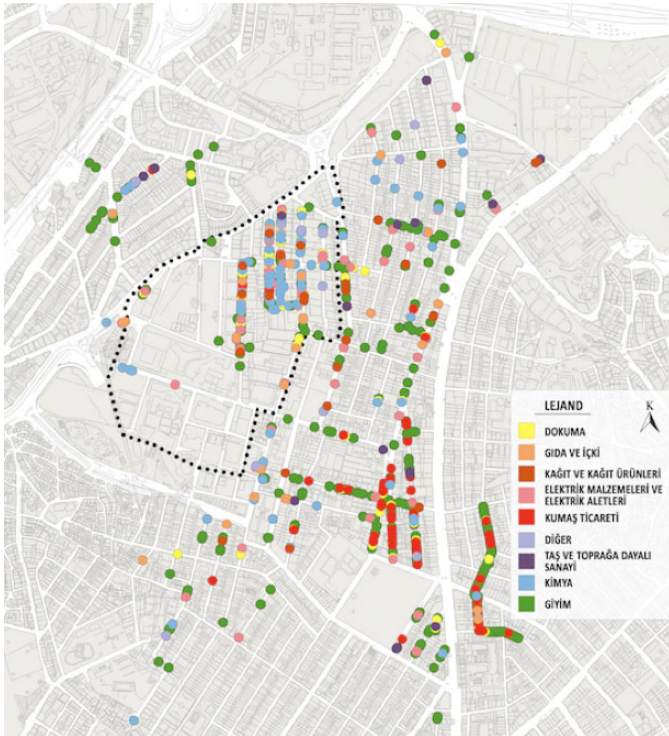 K
LEJAND
DOKUMA
GIDA VE İÇKİ
KAĞIT VE KAĞIT ÜRÜNLERİ
ELEKTRİK MALZEMELERİ VE
ELEKTRİK ALETLERİ
KUMAŞ TİCARETİ
DİĞER
TAŞ VE TOPRAĞA DAYALI
SANAYİ
KİMYA
GİYİM